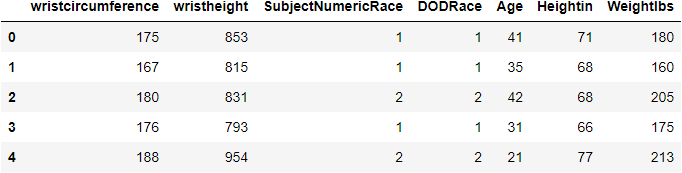 wristcircumference wristheight SubjectNumericRace DODRace Age Heightin Weightlbs
0 175 853 1 1 41 71 180
1 167 815 1 1 35 68 160
2 180 831 2 2 42 68 205
3 176 793 1 1 31 66 175
4 188 954 2 2 21 77 213